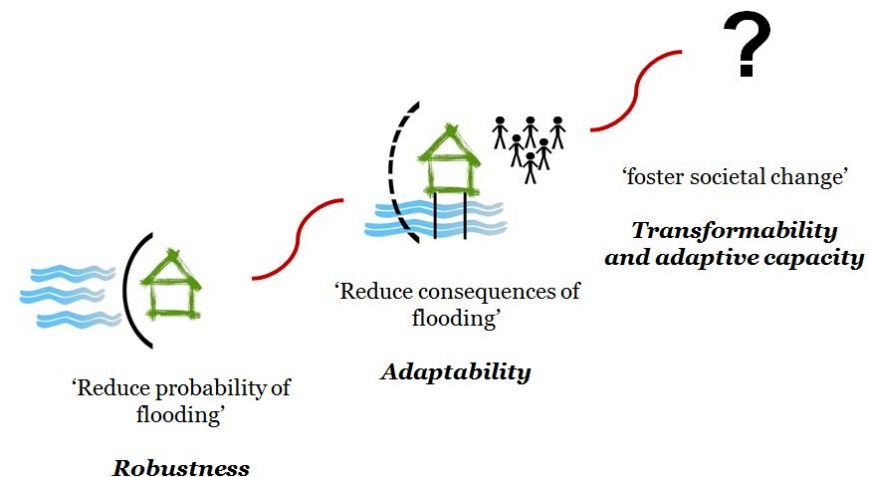 ‘Reduce probability of
flooding’
Robustness
‘Reduce consequences of
flooding’
Adaptability
?
‘foster societal change’
Transformability
and adaptive capacity